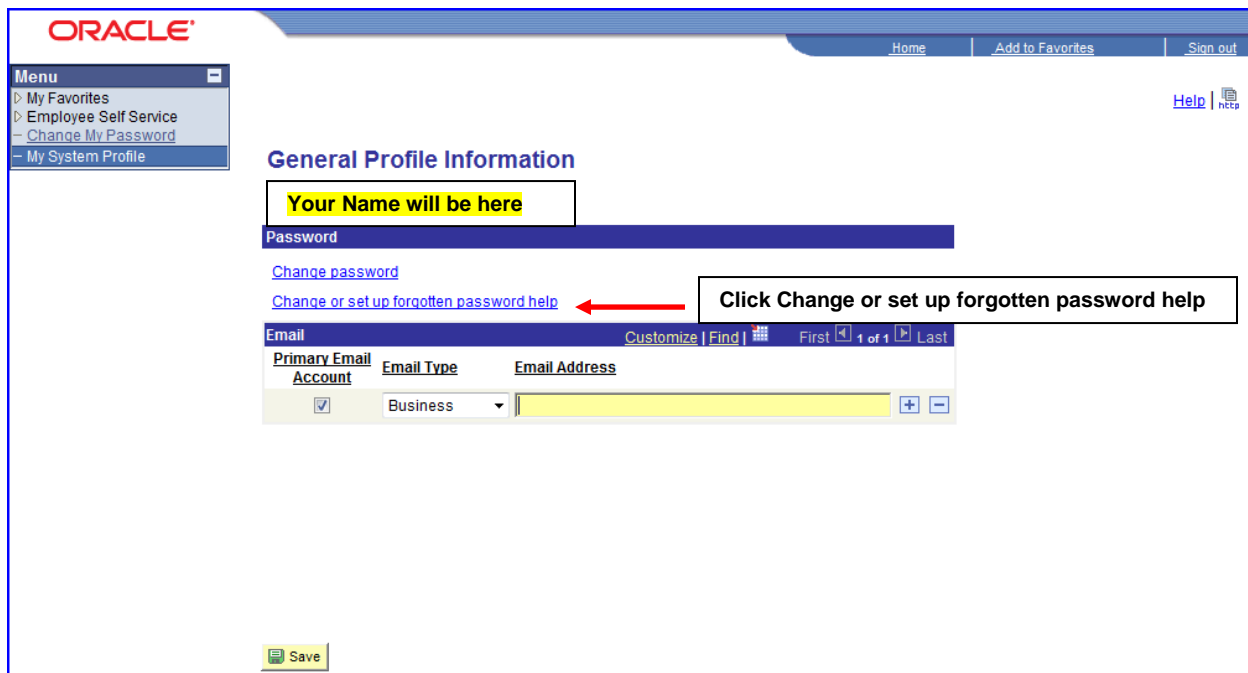 ORACLE
Home | Add to Favorites | Sign out
Menu
My Favorites
Employee Self Service
Change My Password
My System Profile
Help | http
General Profile Information
Your Name will be here
Password
Change password
Change or set up forgotten password help
Click Change or set up forgotten password help
Email Customize | Find | First 1 of 1 Last
Primary Email Account Email Type Email Address
Business
Save